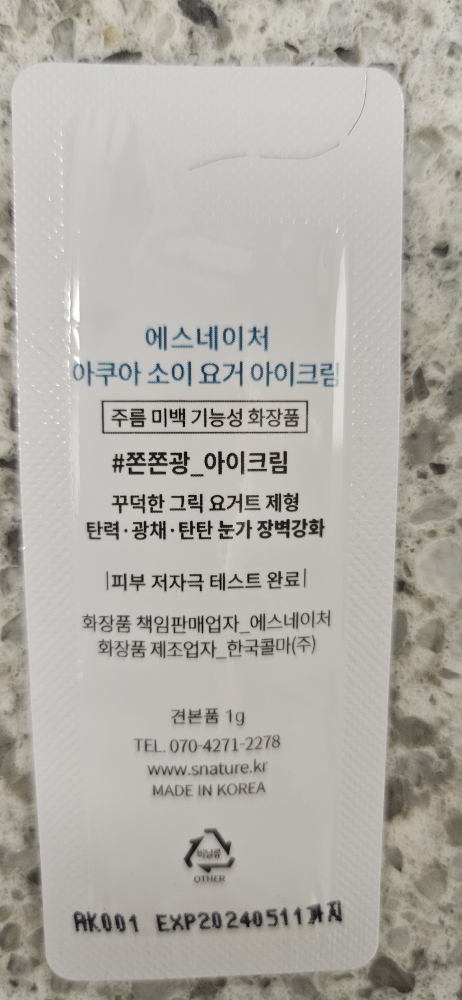 에스네이처
아쿠아 소이 요거 아이크림
주름 미백 기능성 화장품
#쫀쫀광_아이크림
꾸덕한 그릭 요거트 제형
탄력·광채·탄탄 눈가 장벽강화
|피부 저자극 테스트 완료|
화장품 책임판매업자_에스네이처
화장품 제조업자_한국콜마(주)
견본품 1g
TEL. 070-4271-2278
www.snature.kr
MADE IN KOREA
비닐류
OTHER
AK001 EXP20240511까지